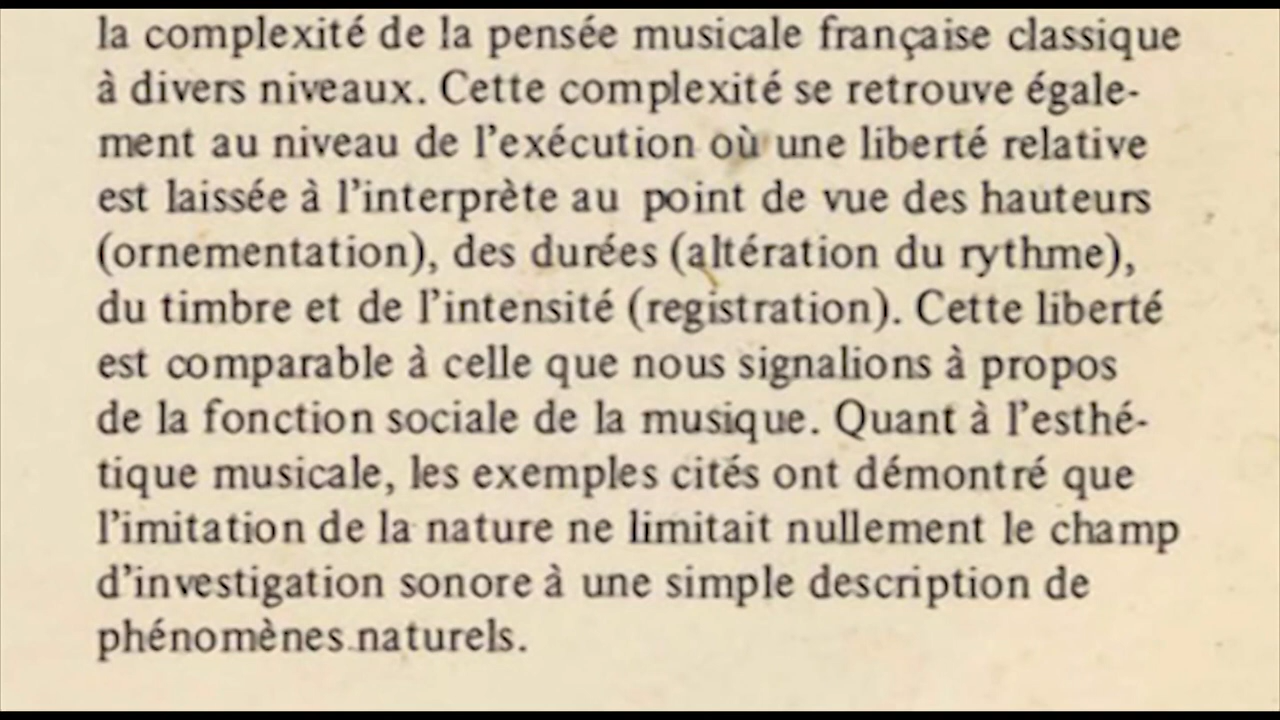 la complexité de la pensée musicale française classique
à divers niveaux. Cette complexité se retrouve égale-
ment au niveau de l'exécution où une liberté relative
est laissée à l'interprète au point de vue des hauteurs
(ornementation), des durées (altération du rythme),
du timbre et de l'intensité (registration). Cette liberté
est comparable à celle que nous signalions à propos
de la fonction sociale de la musique. Quant à l'esthé-
tique musicale, les exemples cités ont démontré que
l'imitation de la nature ne limitait nullement le champ
d'investigation sonore à une simple description de
phénomènes naturels.